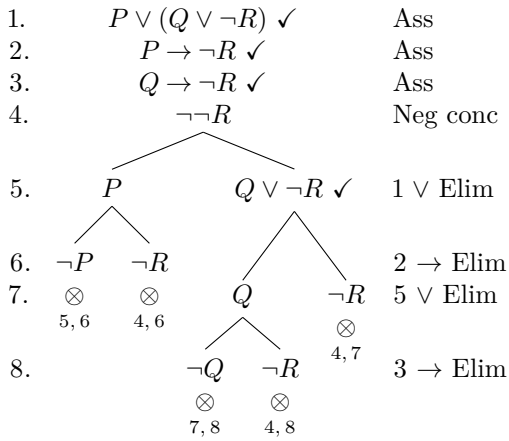 1. P ∨ (Q ∨ ¬R) ✓ Ass
2. P → ¬R ✓ Ass
3. Q → ¬R ✓ Ass
4. ¬¬R Neg conc
5. P Q ∨ ¬R ✓ 1 ∨ Elim
6. ¬P ¬R 2 → Elim
7. ⊗ ⊗ Q ¬R 5 ∨ Elim
5, 6 4, 6 ⊗
4, 7
8. ¬Q ¬R 3 → Elim
⊗ ⊗
7, 8 4, 8